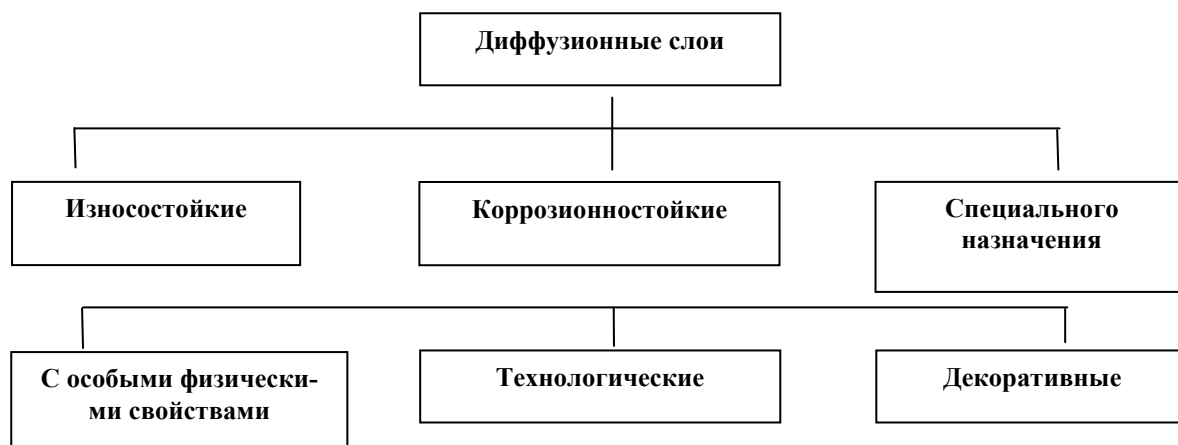 Диффузионные слои
Износостойкие
Коррозионностойкие
Специального
назначения
С особыми физически-
ми свойствами
Технологические
Декоративные